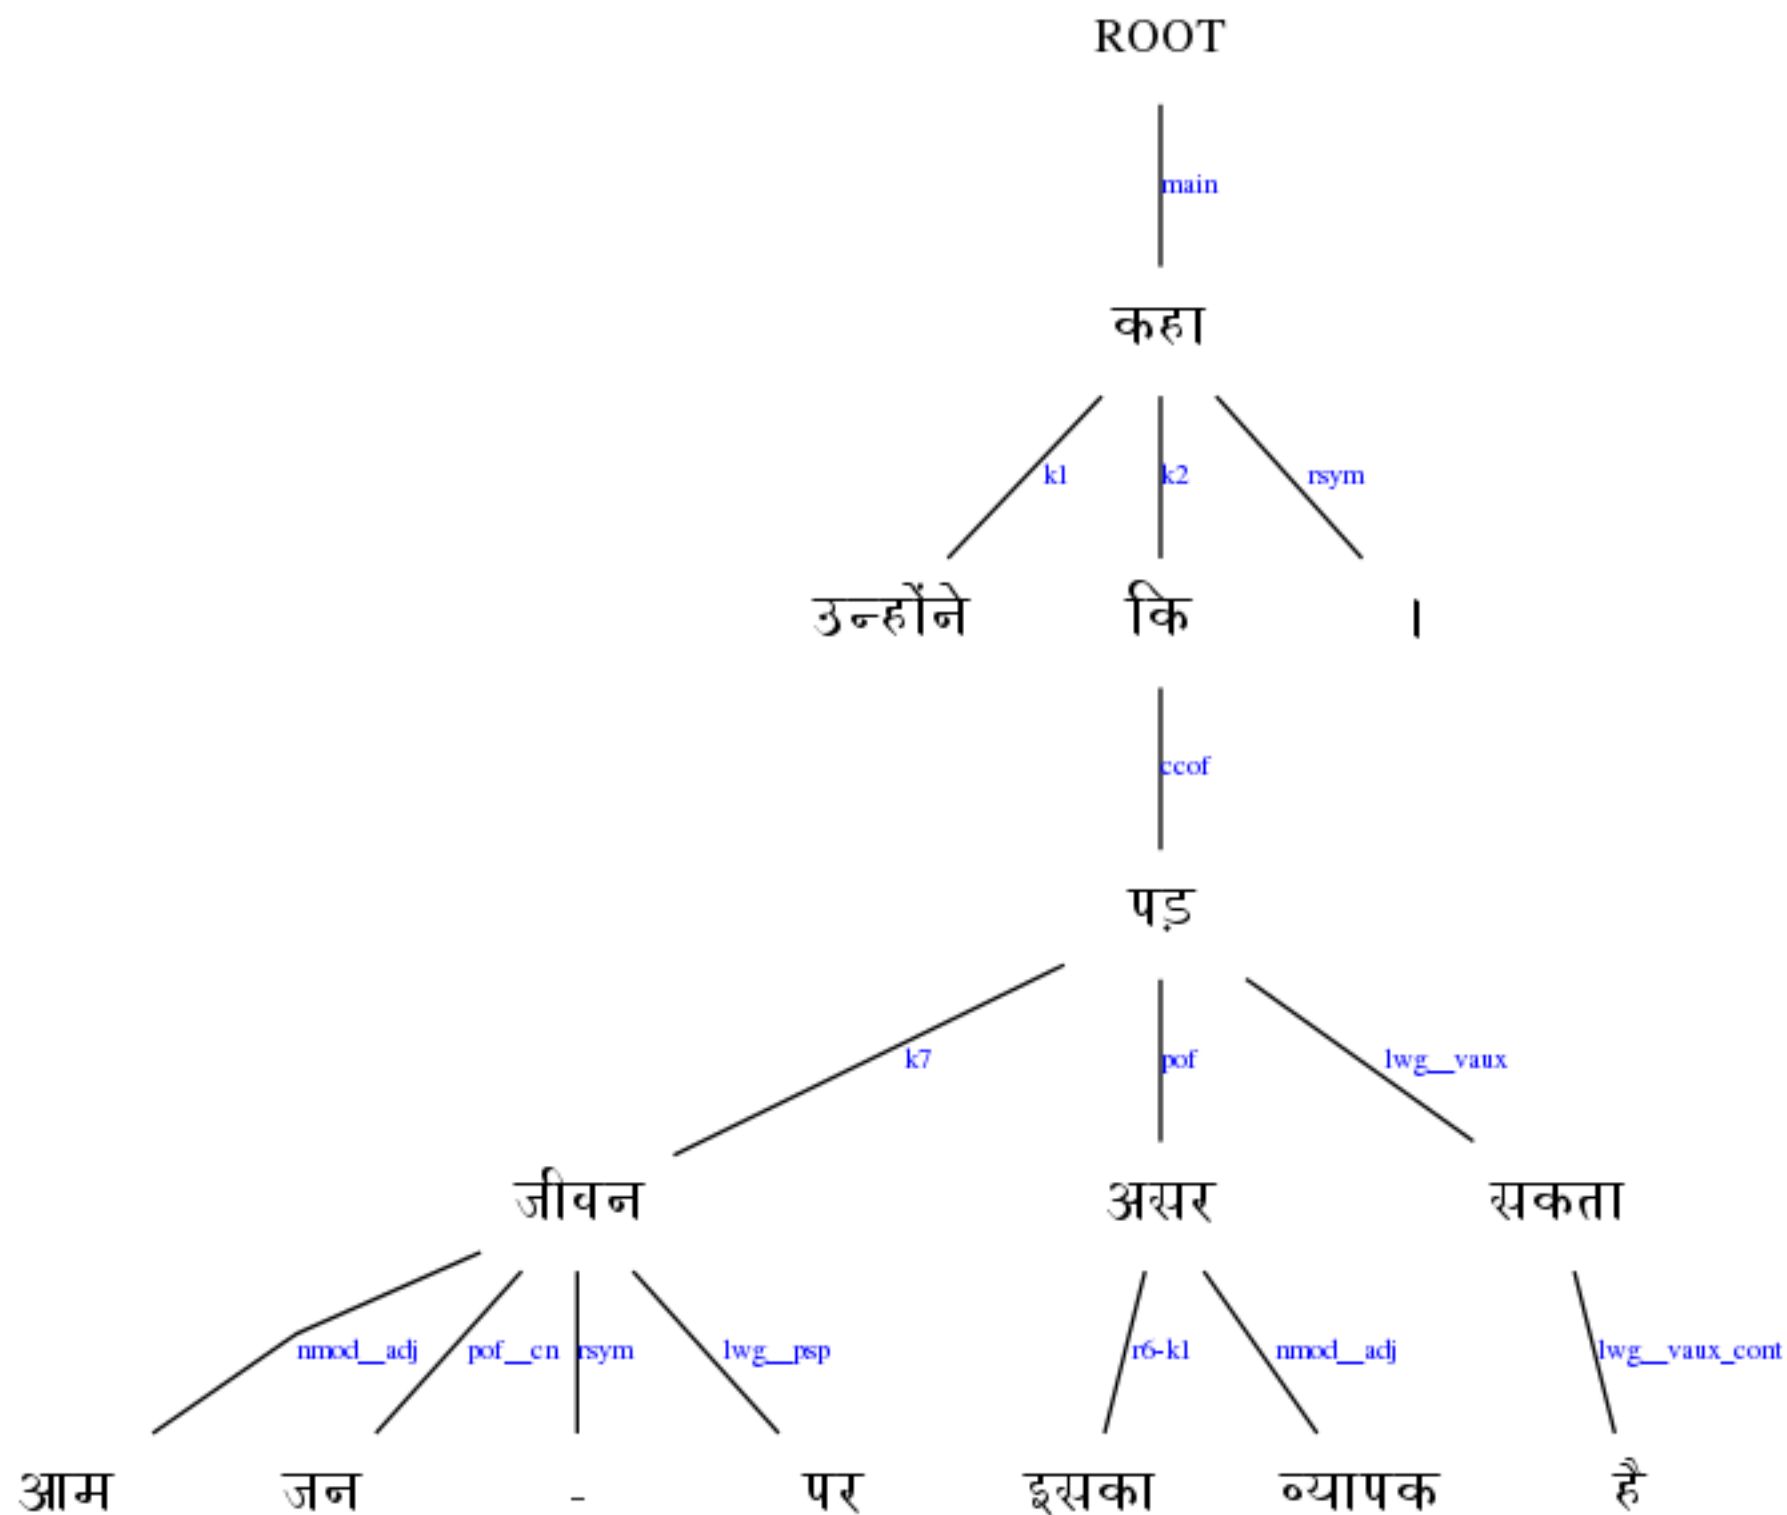 ROOT
main
कहा
k1 k2 rsym
उन्होंने कि ।
ccof
पड़
k7 pof lwg__vaux
जीवन असर सकता
nmod__adj pof__cn rsym lwg__psp r6-k1 nmod__adj lwg__vaux_cont
आम जन - पर इसका व्यापक है